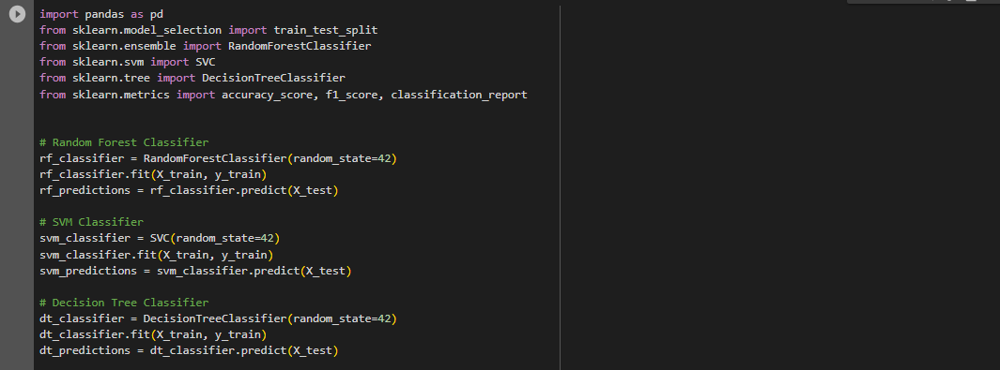 import pandas as pd
from sklearn.model_selection import train_test_split
from sklearn.ensemble import RandomForestClassifier
from sklearn.svm import SVC
from sklearn.tree import DecisionTreeClassifier
from sklearn.metrics import accuracy_score, f1_score, classification_report
# Random Forest Classifier
rf_classifier = RandomForestClassifier(random_state=42)
rf_classifier.fit(X_train, y_train)
rf_predictions = rf_classifier.predict(X_test)
# SVM Classifier
svm_classifier = SVC(random_state=42)
svm_classifier.fit(X_train, y_train)
svm_predictions = svm_classifier.predict(X_test)
# Decision Tree Classifier
dt_classifier = DecisionTreeClassifier(random_state=42)
dt_classifier.fit(X_train, y_train)
dt_predictions = dt_classifier.predict(X_test)